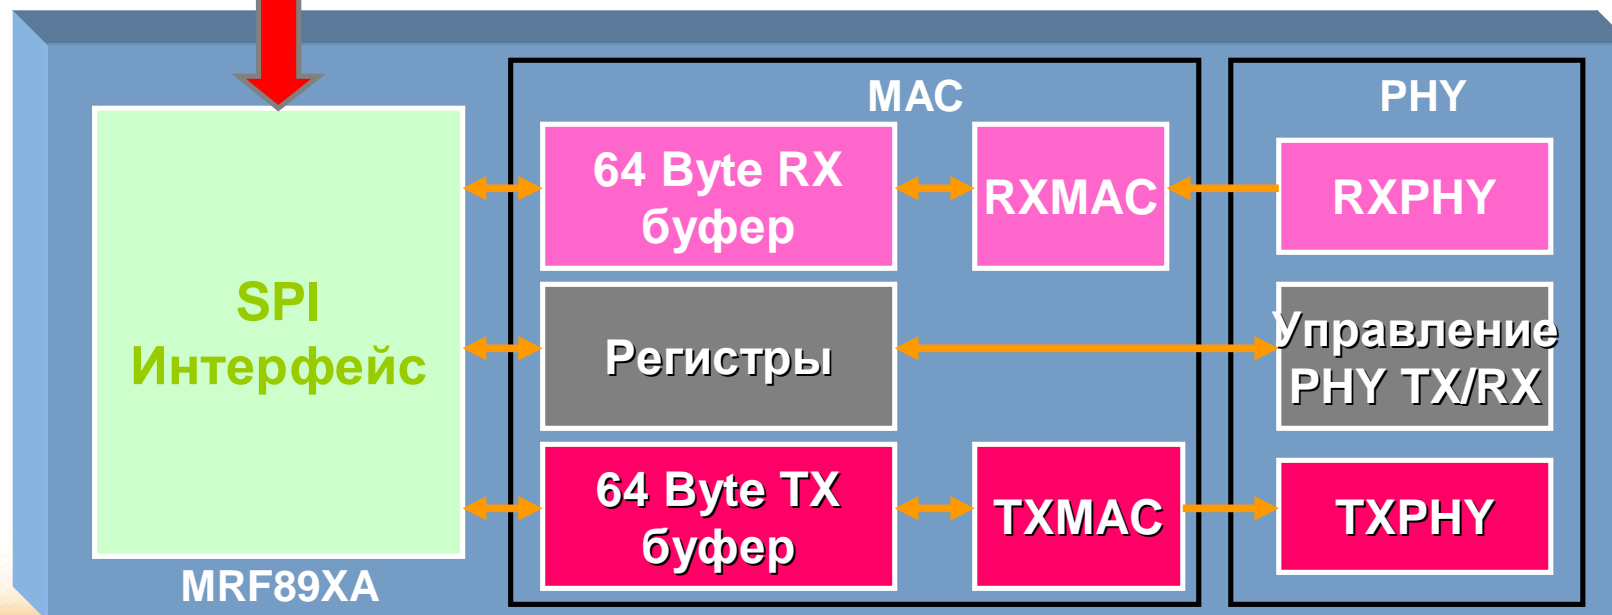 MAC
PHY
64 Byte RX
буфер
RXMAC
RXPHY
SPI
Интерфейс
Регистры
Управление
PHY TX/RX
64 Byte TX
буфер
TXMAC
TXPHY
MRF89XA